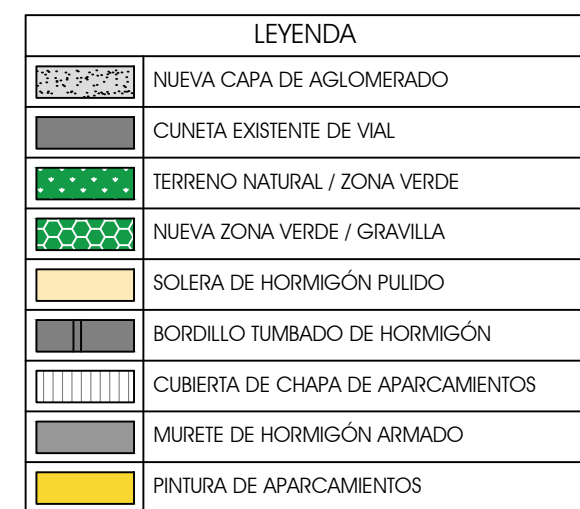 LEYENDA
NUEVA CAPA DE AGLOMERADO
CUNETA EXISTENTE DE VIAL
TERRENO NATURAL / ZONA VERDE
NUEVA ZONA VERDE / GRAVILLA
SOLERA DE HORMIGÓN PULIDO
BORDILLO TUMBADO DE HORMIGÓN
CUBIERTA DE CHAPA DE APARCAMIENTOS
MURETE DE HORMIGÓN ARMADO
PINTURA DE APARCAMIENTOS